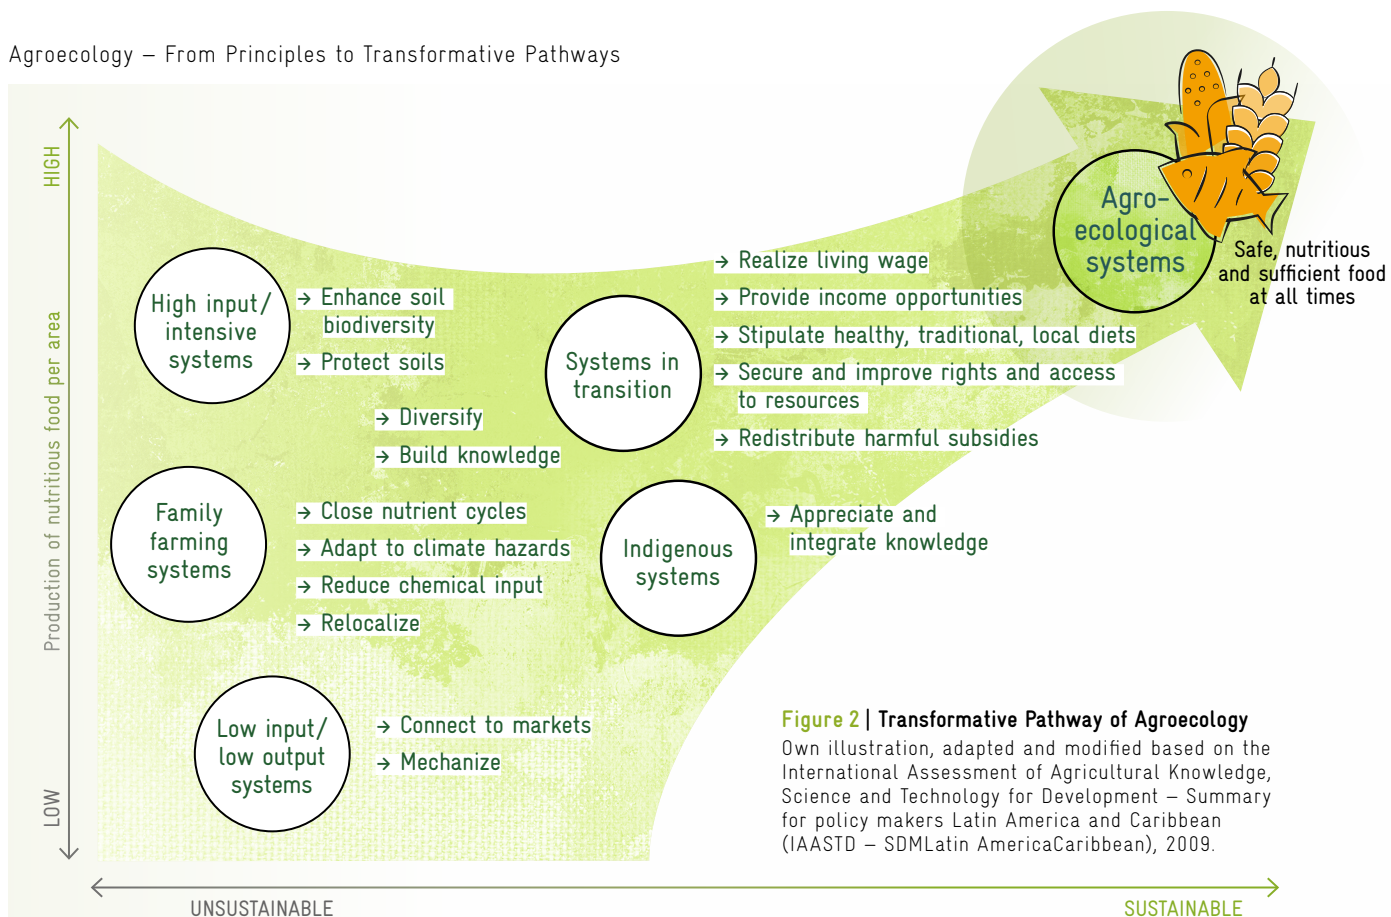 Agroecology – From Principles to Transformative Pathways
HIGH
Production of nutritious food per area
LOW
High input/
intensive
systems
→ Enhance soil
biodiversity
→ Protect soils
→ Diversify
→ Build knowledge
Family
farming
systems
→ Close nutrient cycles
→ Adapt to climate hazards
→ Reduce chemical input
→ Relocalize
Low input/
low output
systems
→ Connect to markets
→ Mechanize
Systems in
transition
→ Realize living wage
→ Provide income opportunities
→ Stipulate healthy, traditional, local diets
→ Secure and improve rights and access
to resources
→ Redistribute harmful subsidies
Indigenous
systems
→ Appreciate and
integrate knowledge
Agro-
ecological
systems
Safe, nutritious
and sufficient food
at all times
Figure 2 | Transformative Pathway of Agroecology
Own illustration, adapted and modified based on the
International Assessment of Agricultural Knowledge,
Science and Technology for Development – Summary
for policy makers Latin America and Caribbean
(IAASTD – SDMLatin AmericaCaribbean), 2009.
UNSUSTAINABLE
SUSTAINABLE